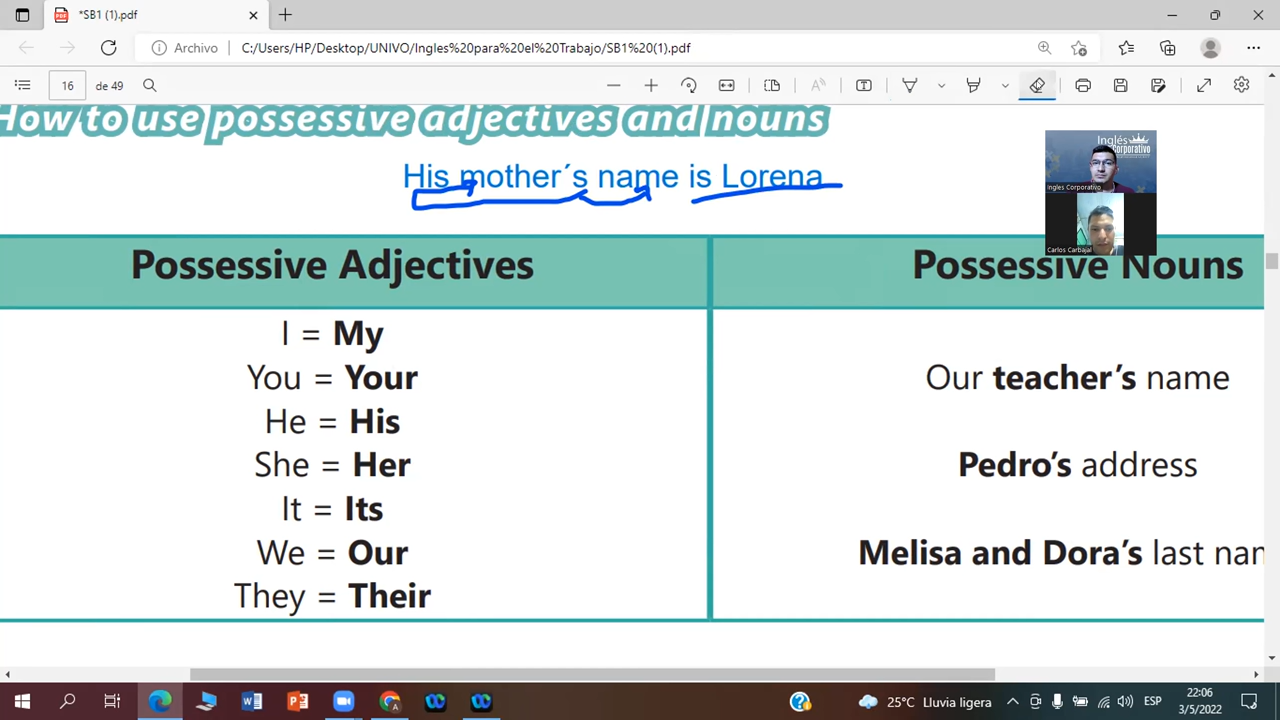 *SB1 (1).pdf
Archivo
C:/Users/HP/Desktop/UNIVO/Ingles%20para%20el%20Trabajo/SB1%20(1).pdf
16
de 49
How to use possessive adjectives and nouns
His mother´s name is Lorena
Inglés
Corporativo
Ingles Corporativo
Carlos Carbajal
Possessive Adjectives
Possessive Nouns
I = My
You = Your
He = His
She = Her
It = Its
We = Our
They = Their
Our teacher’s name
Pedro’s address
Melisa and Dora’s last nam
25°C Lluvia ligera
ESP
22:06
3/5/2022